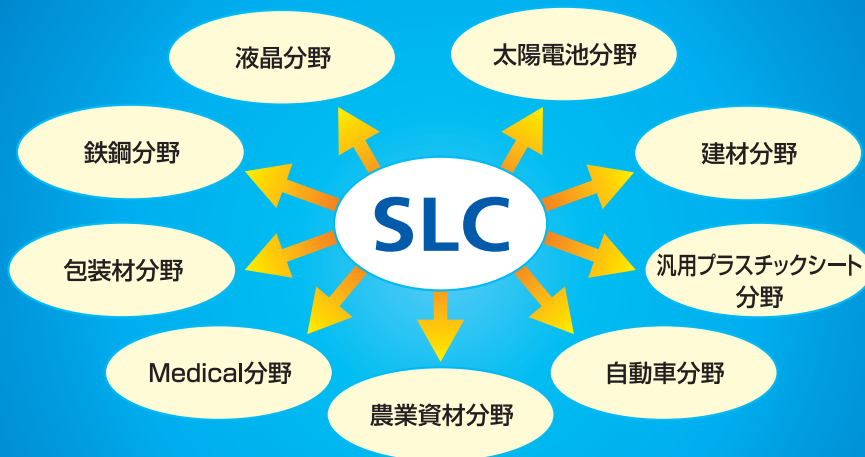 液晶分野
太陽電池分野
鉄鋼分野
建材分野
SLC
包装材分野
汎用プラスチックシート
分野
Medical分野
自動車分野
農業資材分野